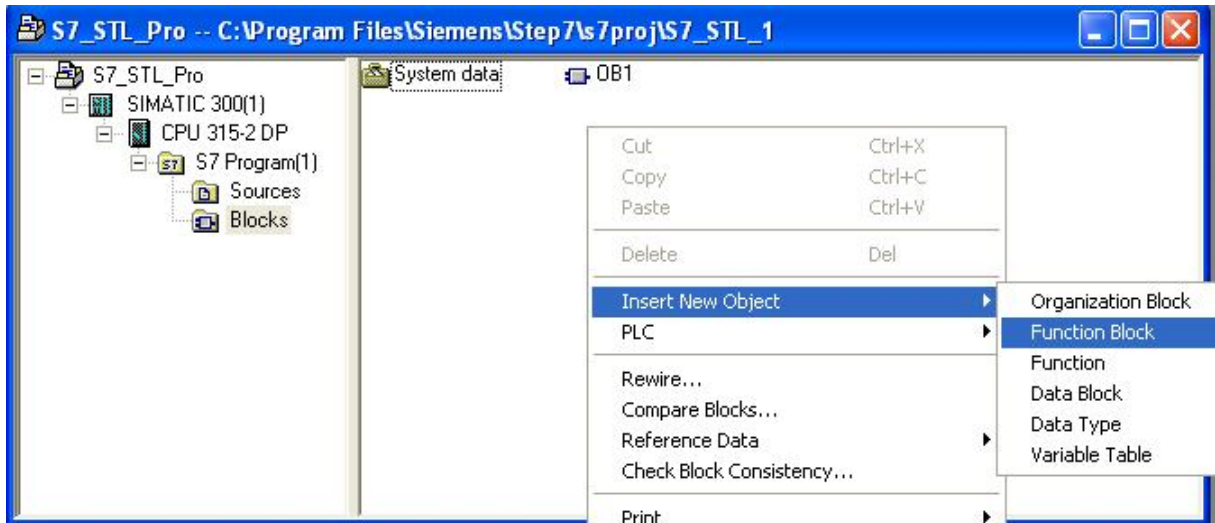 S7_STL_Pro -- C:\Program Files\Siemens\Step7\s7proj\S7_STL_1
S7_STL_Pro
SIMATIC 300(1)
CPU 315-2 DP
S7 Program(1)
Sources
Blocks
System data
OB1
Cut Ctrl+X
Copy Ctrl+C
Paste Ctrl+V
Delete Del
Insert New Object
PLC
Rewire...
Compare Blocks...
Reference Data
Check Block Consistency...
Print
Organization Block
Function Block
Function
Data Block
Data Type
Variable Table